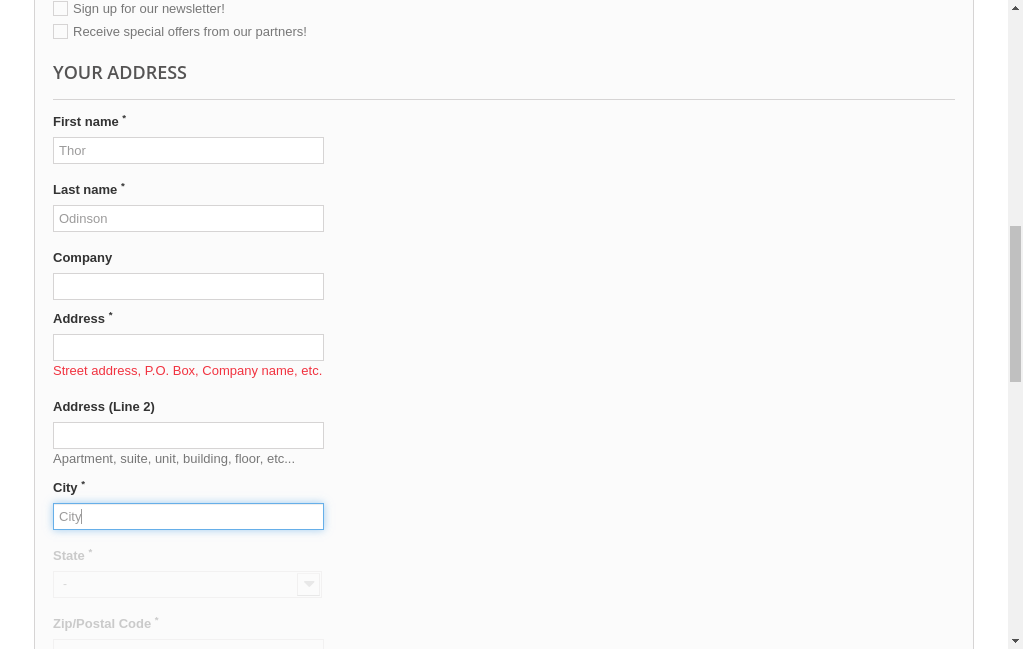 Sign up for our newsletter!
Receive special offers from our partners!
YOUR ADDRESS
First name *
Thor
Last name *
Odinson
Company
Address *
Street address, P.O. Box, Company name, etc.
Address (Line 2)
Apartment, suite, unit, building, floor, etc...
City *
City
State *
-
Zip/Postal Code *